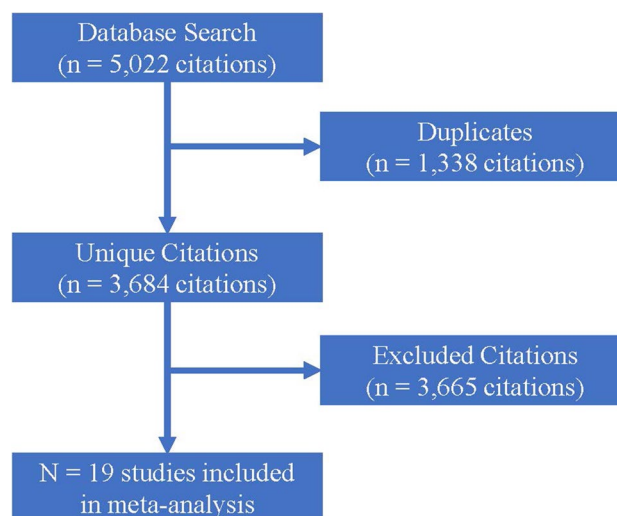 Database Search
(n = 5,022 citations)
Duplicates
(n = 1,338 citations)
Unique Citations
(n = 3,684 citations)
Excluded Citations
(n = 3,665 citations)
N = 19 studies included
in meta-analysis